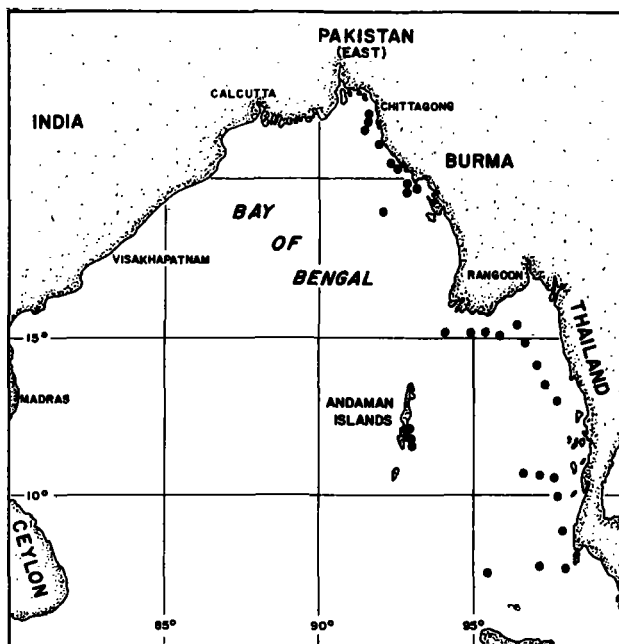 PAKISTAN
(EAST)
CALCUTTA
CHITTAGONG
INDIA
BURMA
BAY
OF
BENGAL
VISAKHAPATNAM
RANGOON
THAILAND
15°
MADRAS
ANDAMAN
ISLANDS
10°
CEYLON
85°
90°
95°